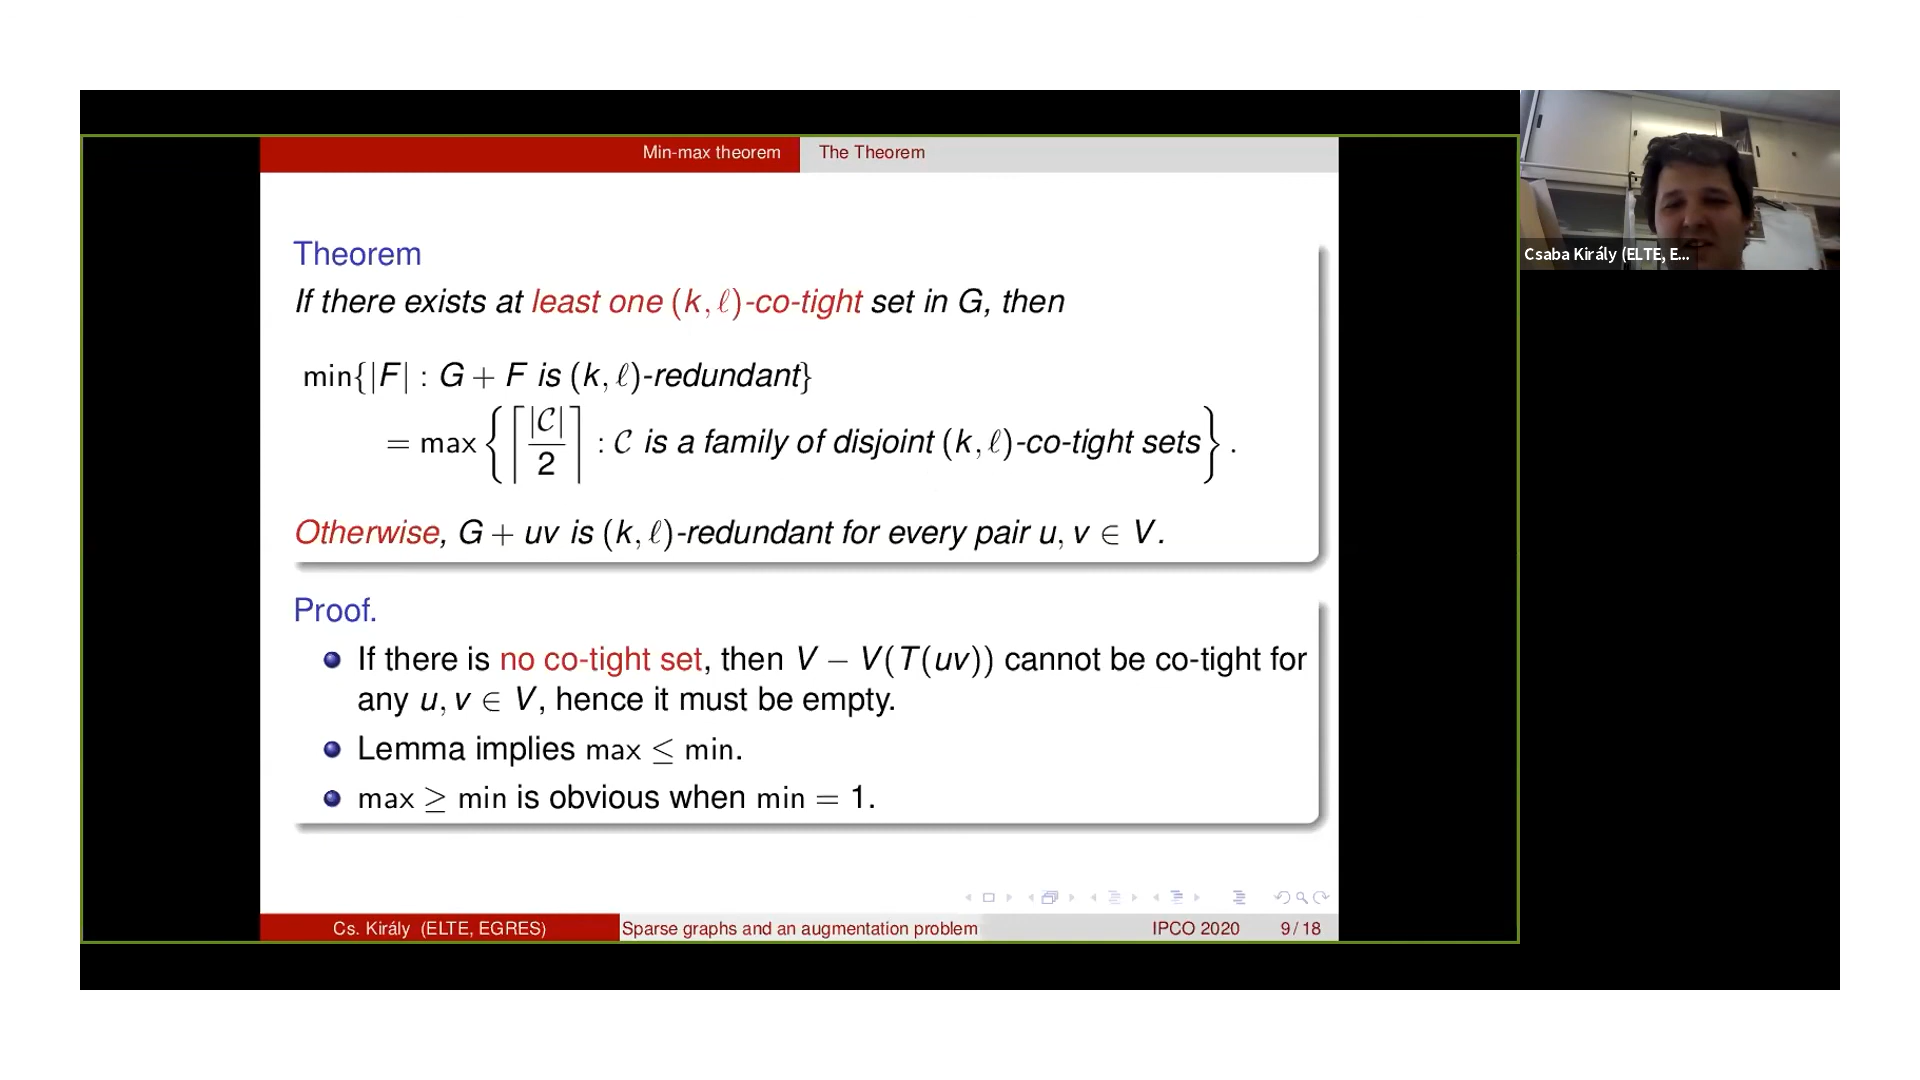 Min-max theorem The Theorem
Theorem
If there exists at least one (k, ℓ)-co-tight set in G, then
min{|F| : G + F is (k, ℓ)-redundant}
= max { ⌈ |𝒞| / 2 ⌉ : 𝒞 is a family of disjoint (k, ℓ)-co-tight sets } .
Otherwise, G + uv is (k, ℓ)-redundant for every pair u, v ∈ V.
Proof.
If there is no co-tight set, then V − V(T(uv)) cannot be co-tight for
any u, v ∈ V, hence it must be empty.
Lemma implies max ≤ min.
max ≥ min is obvious when min = 1.
Cs. Király (ELTE, EGRES) Sparse graphs and an augmentation problem IPCO 2020 9 / 18
Csaba Király (ELTE, E...